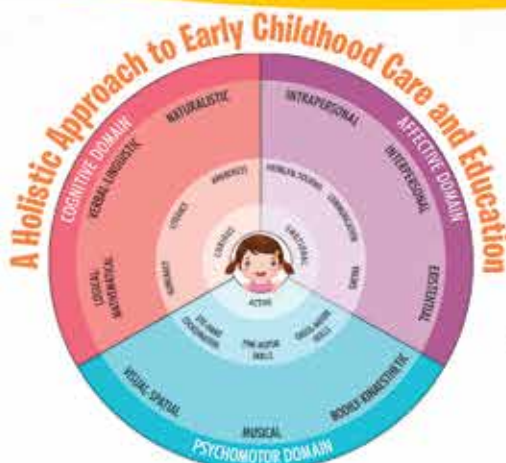 A Holistic Approach to Early Childhood Care and Education
COGNITIVE DOMAIN
LOGICAL
MATHEMATICAL
VERBAL LINGUISTIC
NATURALISTIC
NUMERACY
LITERACY
AWARENESS
CURIOUS
AFFECTIVE DOMAIN
INTRAPERSONAL
INTERPERSONAL
EXISTENTIAL
PROBLEM SOLVING
COMMUNICATION
EMOTIONAL
ACTIVE
EYE-HAND
COORDINATION
FINE MOTOR
SKILLS
GROSS MOTOR
SKILLS
VISUAL-SPATIAL
MUSICAL
BODILY-KINAESTHETIC
PSYCHOMOTOR DOMAIN